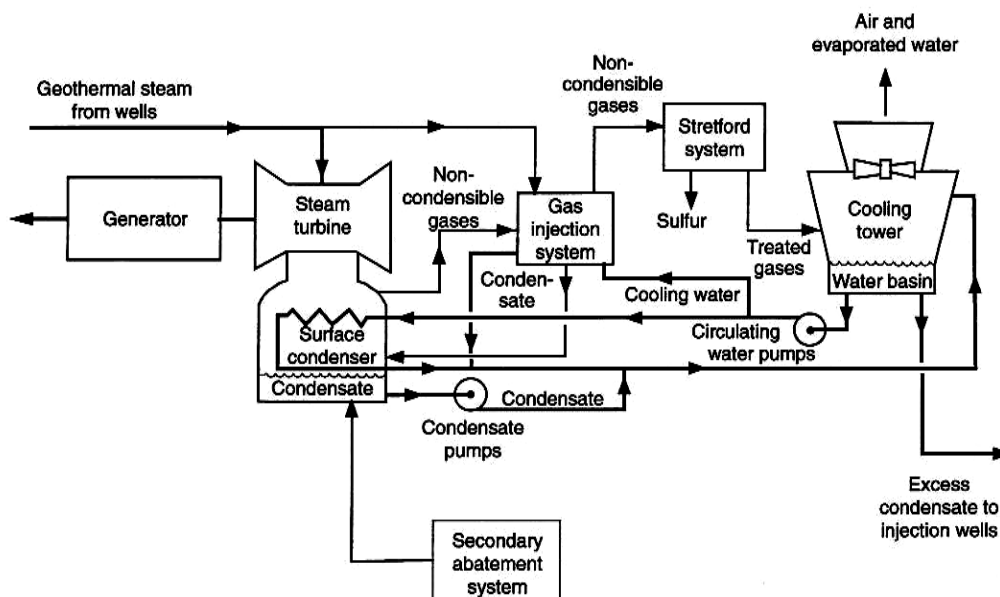 Air and
evaporated water
Non-
condensible
gases
Geothermal steam
from wells
Stretford
system
Non-
condensible
gases
Generator
Steam
turbine
Gas
injection
system
Sulfur
Cooling
tower
Treated
gases
Conden-
sate
Cooling water
Water basin
Surface
condenser
Circulating
water pumps
Condensate
Condensate
Condensate
pumps
Excess
condensate to
injection wells
Secondary
abatement
system